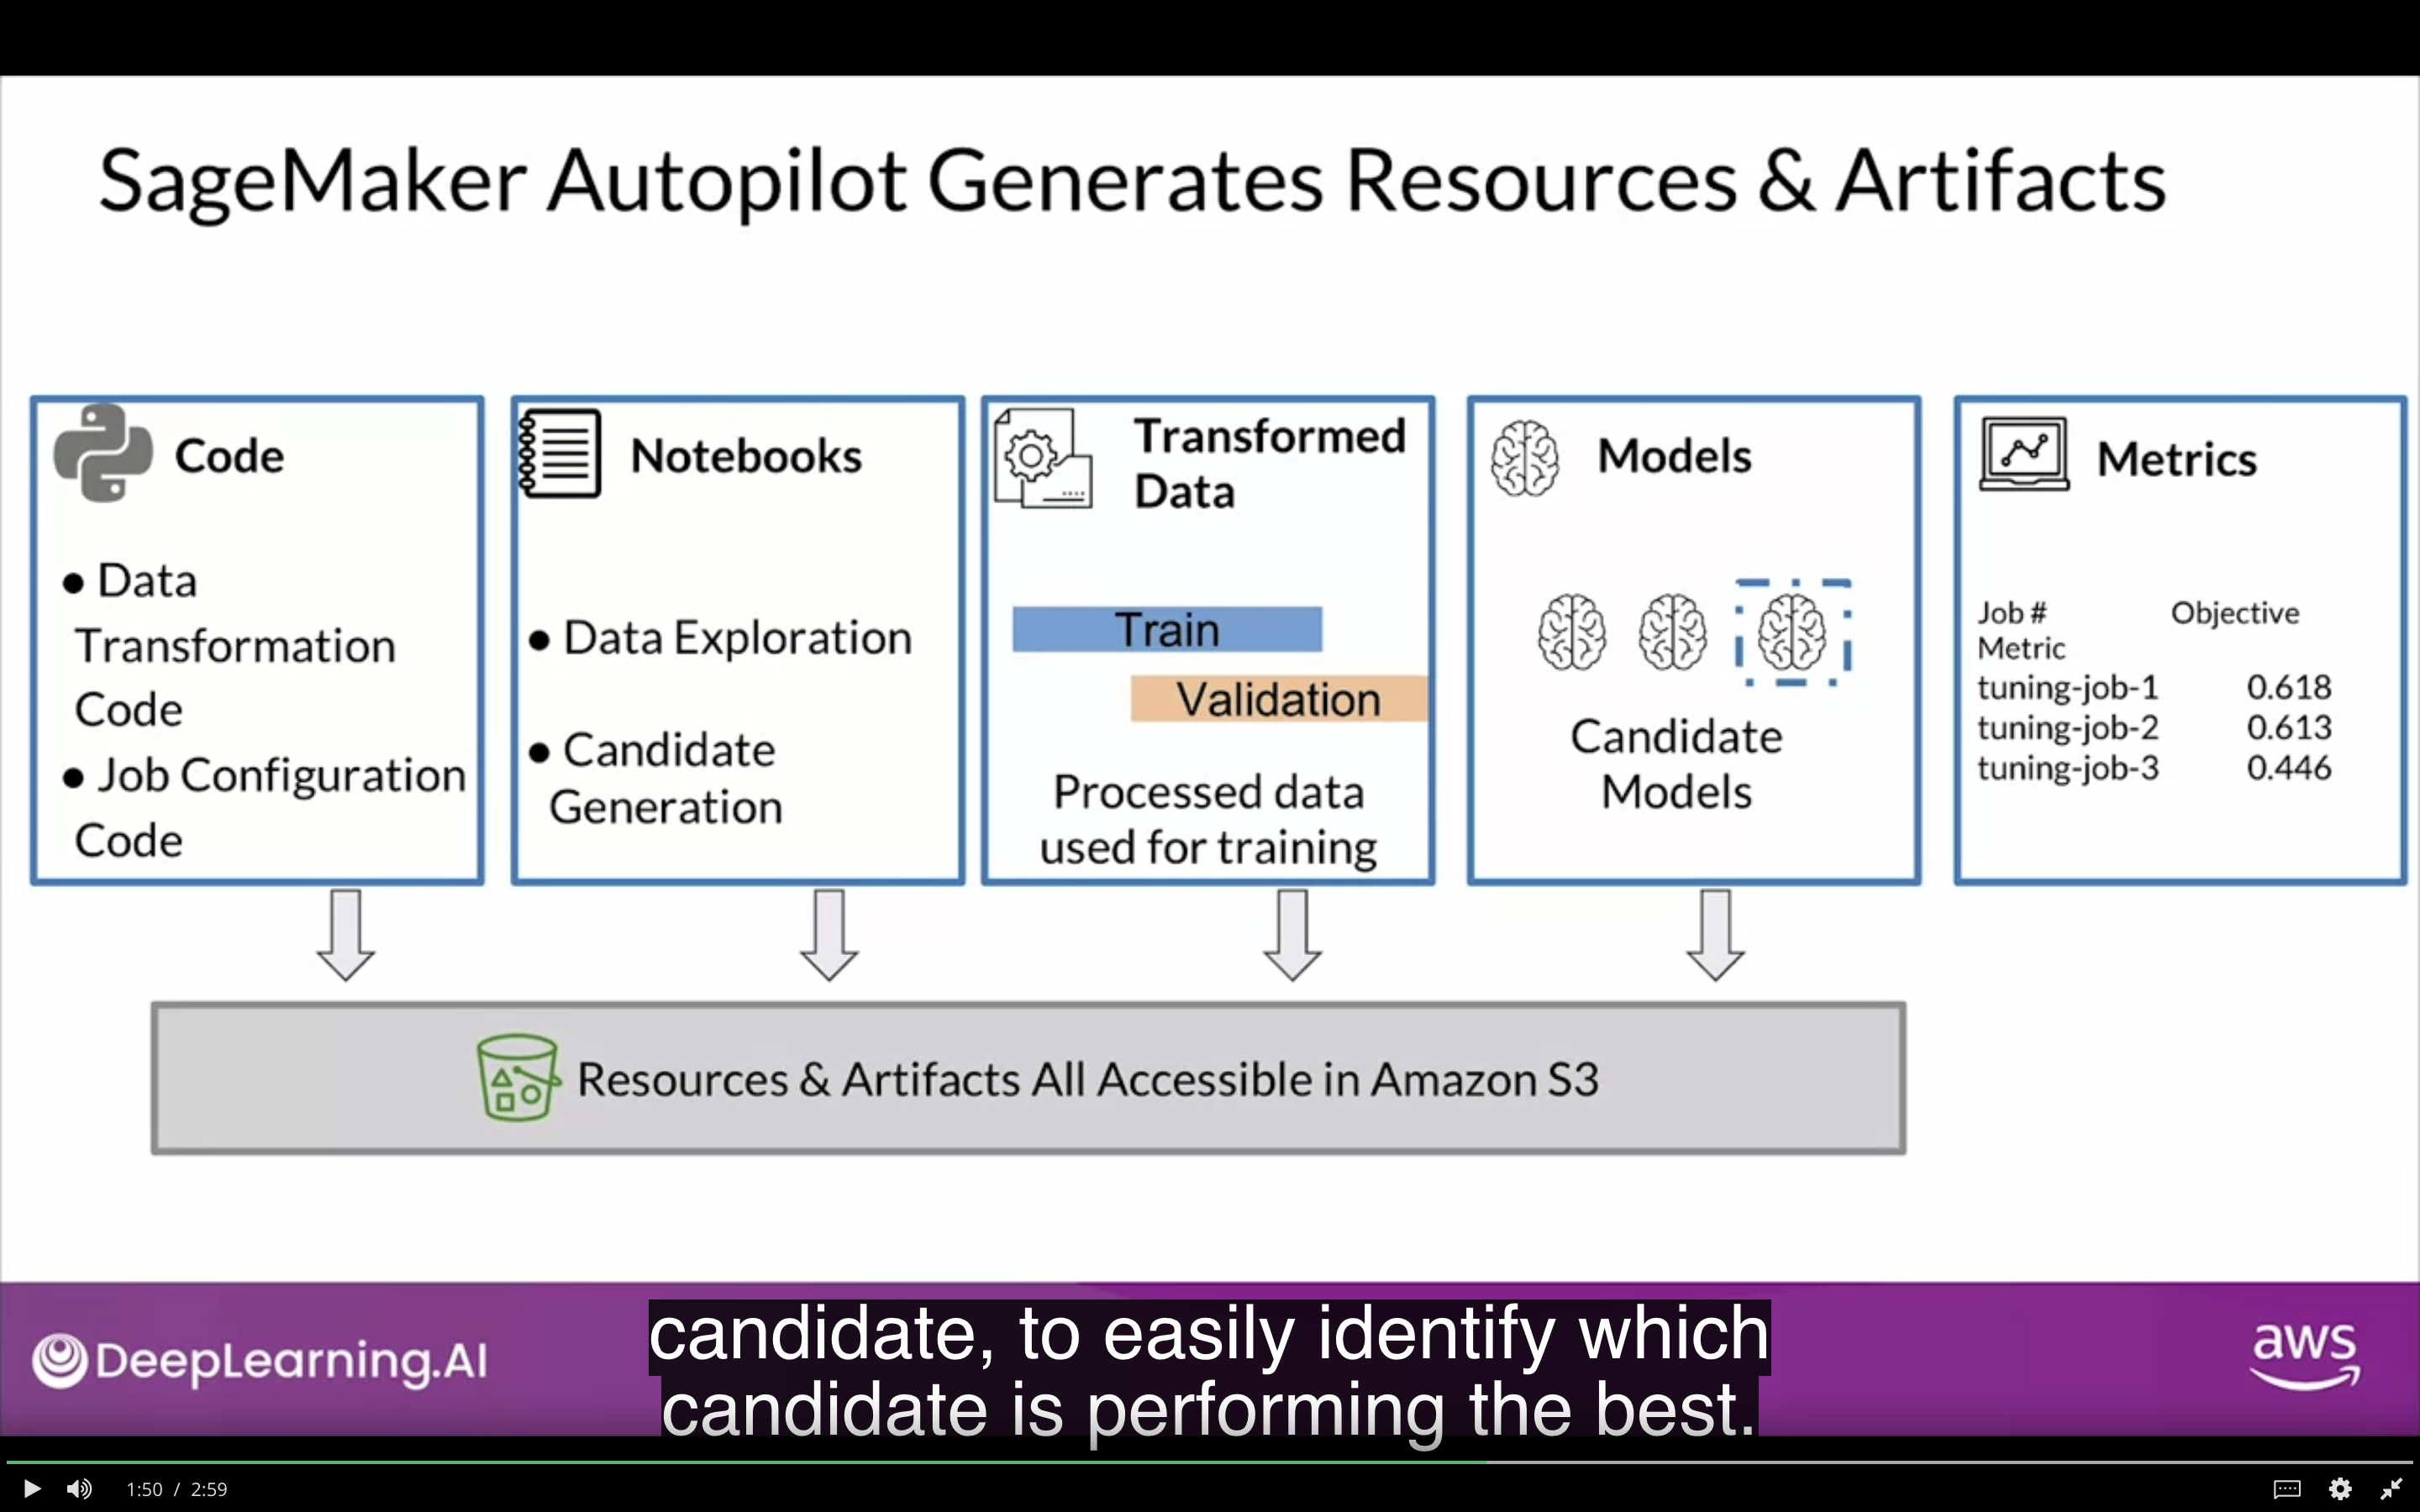 SageMaker Autopilot Generates Resources & Artifacts
Code
● Data
Transformation
Code
● Job Configuration
Code
Notebooks
● Data Exploration
● Candidate
Generation
Transformed
Data
Train
Validation
Processed data
used for training
Models
Candidate
Models
Metrics
Job # Objective
Metric
tuning-job-1 0.618
tuning-job-2 0.613
tuning-job-3 0.446
Resources & Artifacts All Accessible in Amazon S3
DeepLearning.AI
candidate, to easily identify which
candidate is performing the best.
aws
1:50 / 2:59